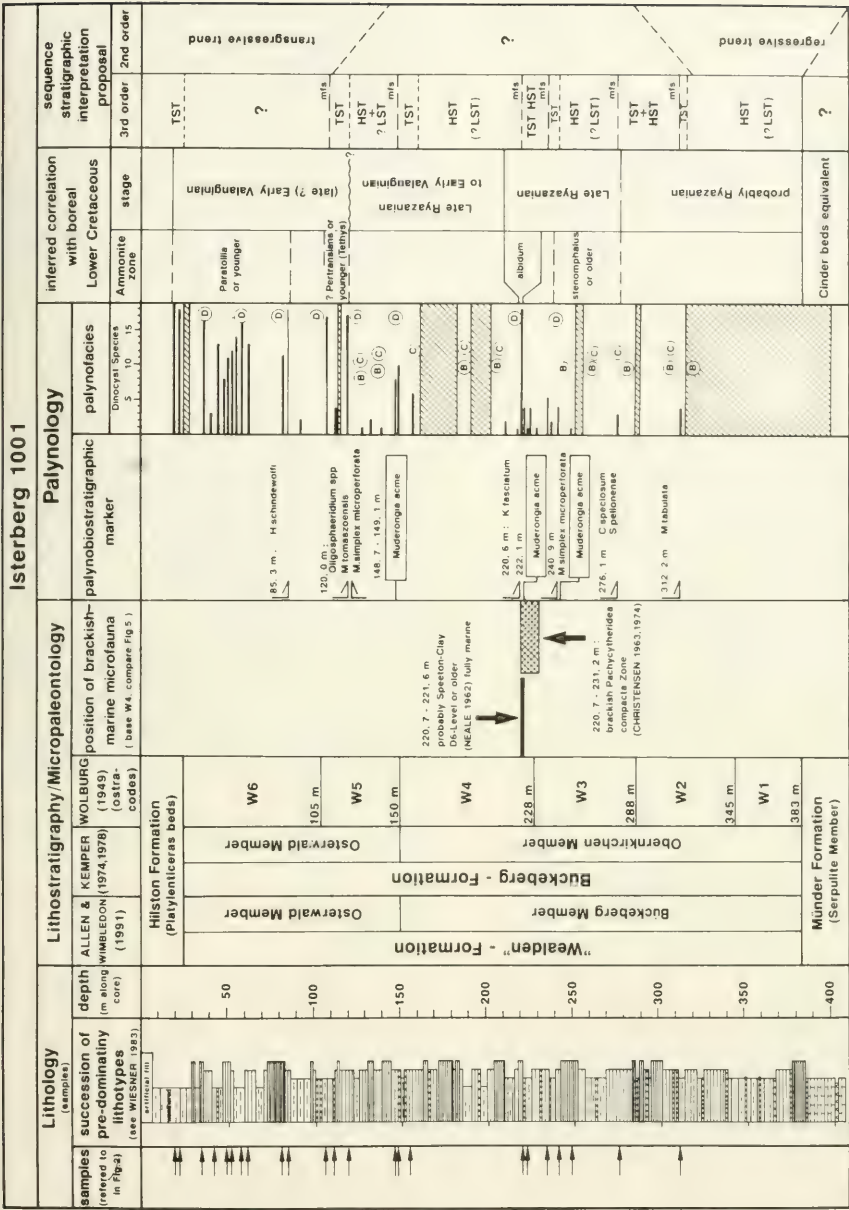 Isterberg 1001
Lithology
(samples)
samples
(refered to
in Fig.2)
succession of
pre-dominatiny
lithotypes
(see WIESNER 1983)
depth
(m along
core)
Lithostratigraphy/Micropaleontology
ALLEN &
WIMBLEDON
(1991)
KEMPER
(1974,1978)
WOLBURG
(1949)
(ostra-
codes)
position of brackish-
marine microfauna
( base W4, compare Fig 5 )
Palynology
palynobiostratigraphic
marker
palynofacies
Dinocyst Species
5 10 15
inferred correlation
with boreal
Lower Cretaceous
Ammonite
zone
stage
sequence
stratigraphic
interpretation
proposal
3rd order
2nd order
artificial fill
50
100
150
200
250
300
350
400
Hilston Formation
(Platylenticeras beds)
"Wealden" - Formation
Osterwald Member
Buckeberg Member
Buckeberg - Formation
Osterwald Member
Obernkirchen Member
Münder Formation
(Serpulite Member)
W6
105 m
W5
150 m
W4
228 m
W3
288 m
W2
345 m
W1
383 m
220, 7 - 221, 6 m
probably Speeton-Clay
D6-Level or older
(NEALE 1962) fully marine
220, 7 - 231, 2 m :
brackish Pachycytheridea
compacta Zone
(CHRISTENSEN 1963,1974)
85. 3 m . H schindewolfi
120, 0 m :
Oligosphaeridium spp
M tomaszoensis
M.simplex microperforata
148, 7 - 149, 1 m
Muderongia acme
220, 6 m : K fasciatum
222, 1 m
Muderongia acme
240 9 m
M simplex microperforata
Muderongia acme
276, 1 m C speciosum
S pelionense
312 2 m M tabulata
(D)
(D)
(D)
(D)
(D)
(B) (C)
(B) (C)
(D)
C
(B) (C)
(B) (C)
(D)
(D)
B)
(B) (C)
(C)
(B)
(B) (C)
(B)
Paratollia
or younger
? Pertransiens or
younger (Tethys)
albidum
stenomphalus
or older
Cinder beds equivalent
(late ?) Early Valanginian
?
Late Ryazanian
to Early Valanginian
Late Ryazanian
probably Ryazanian
TST
?
mfs
TST
HST
+
? LST
mfs
TST
HST
(?LST)
mfs
TST HST
mfs
TST
HST
(?LST)
mfs
TST
+
HST
mfs
TST
HST
(?LST)
?
transgressive trend
?
regressive trend